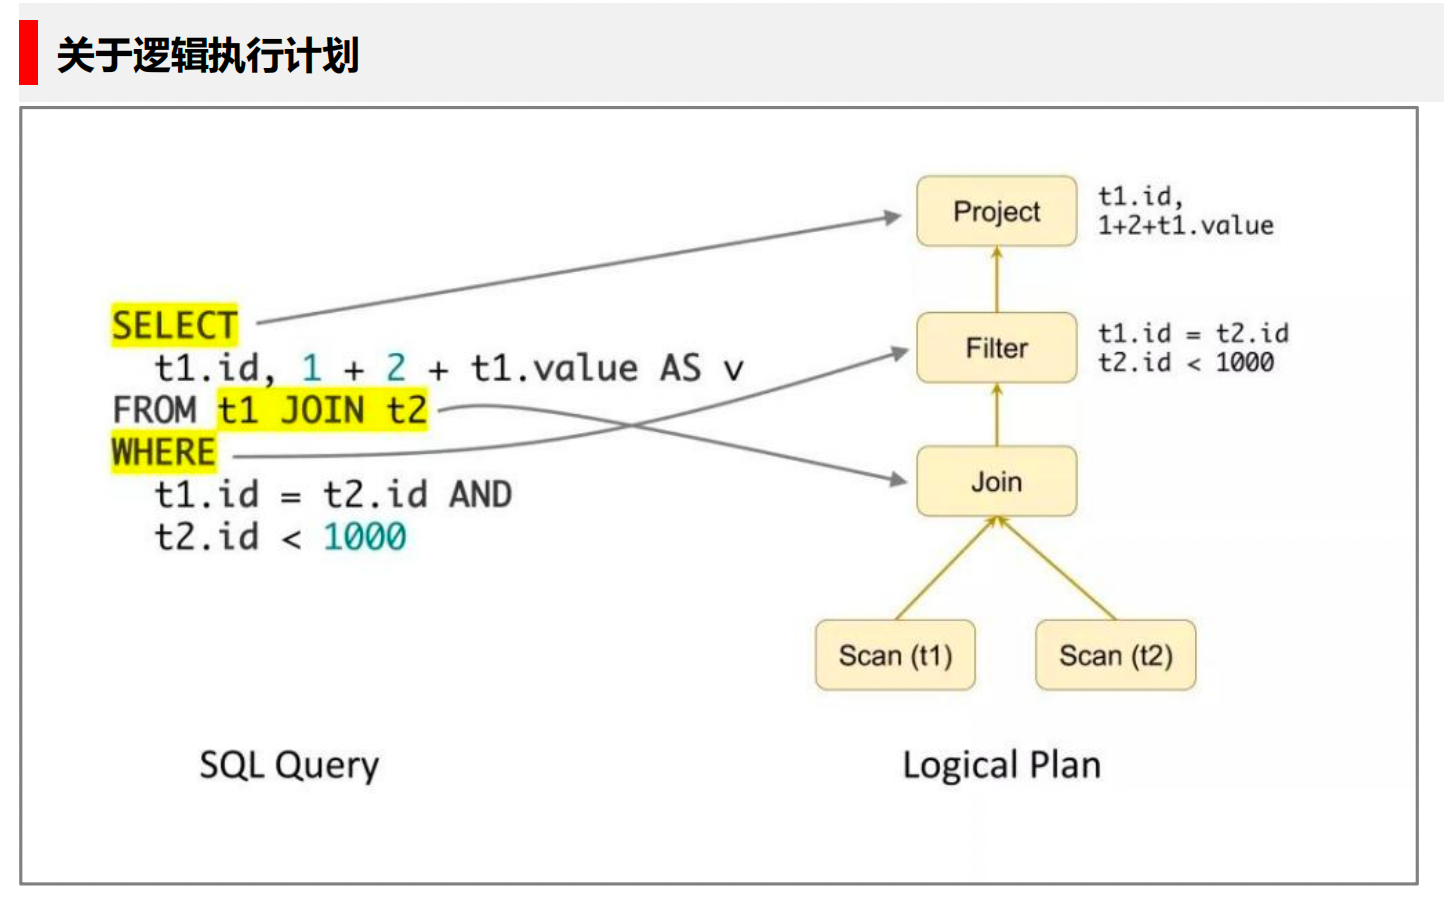 关于逻辑执行计划
SELECT
t1.id, 1 + 2 + t1.value AS v
FROM t1 JOIN t2
WHERE
t1.id = t2.id AND
t2.id < 1000
SQL Query
Project
t1.id,
1+2+t1.value
Filter
t1.id = t2.id
t2.id < 1000
Join
Scan (t1)
Scan (t2)
Logical Plan